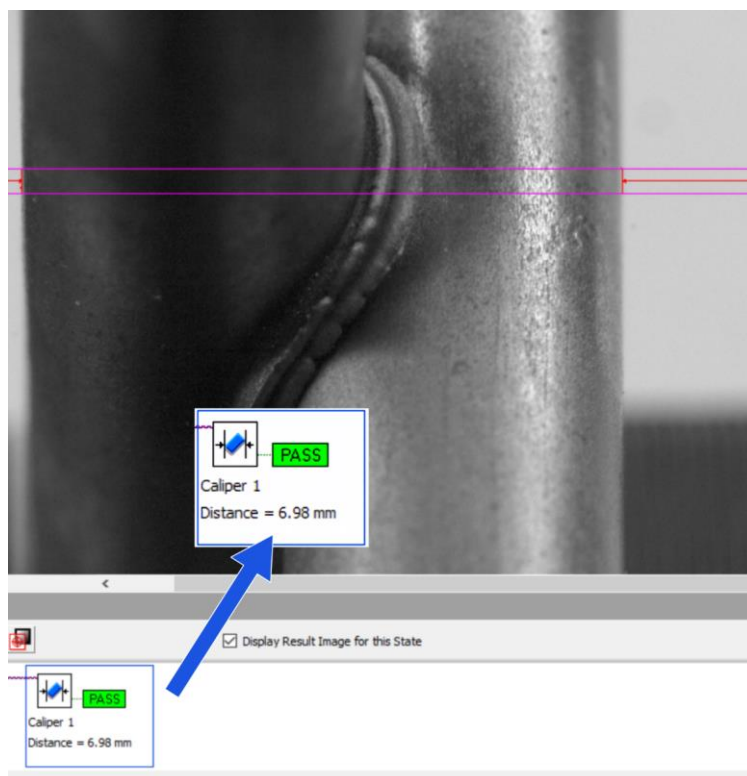 PASS
Caliper 1
Distance = 6.98 mm
Display Result Image for this State
PASS
Caliper 1
Distance = 6.98 mm